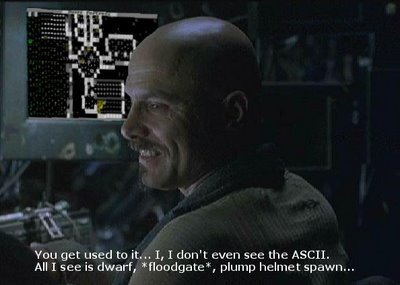 You get used to it... I, I don't even see the ASCII.
All I see is dwarf, *floodgate*, plump helmet spawn...